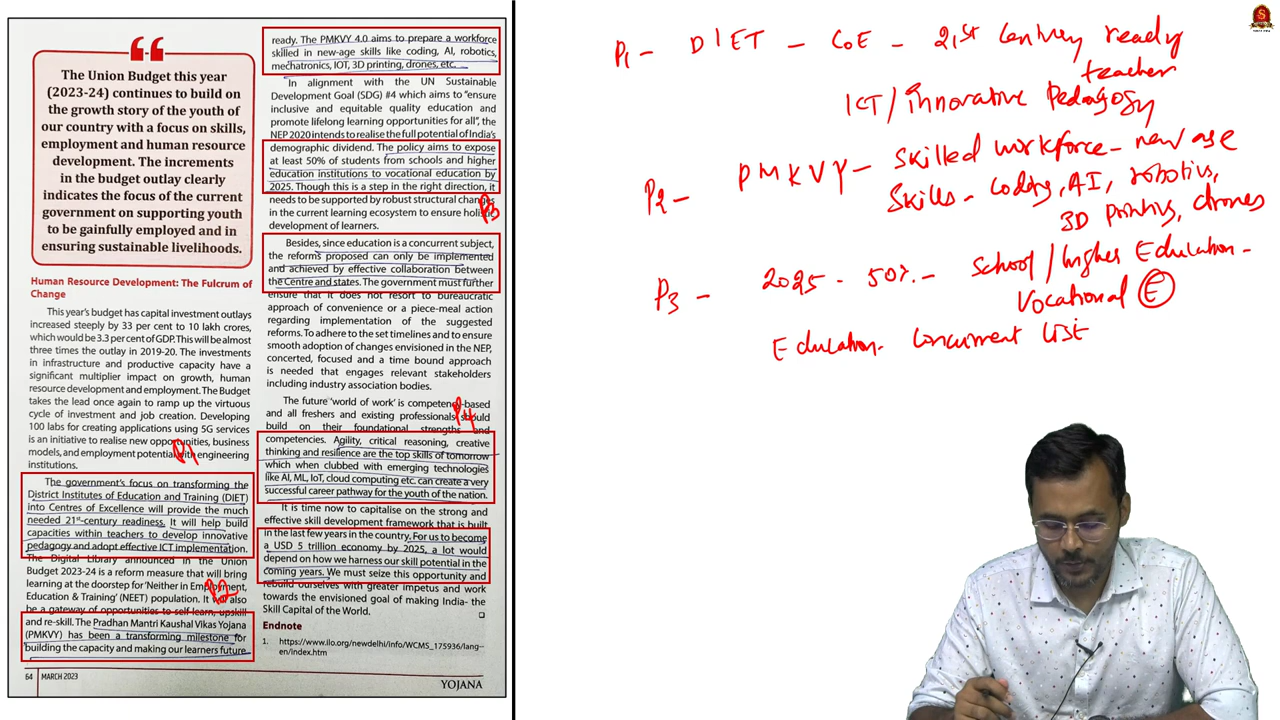 ❝
The Union Budget this year
(2023-24) continues to build on
the growth story of the youth of
our country with a focus on skills,
employment and human resource
development. The increments
in the budget outlay clearly
indicates the focus of the current
government on supporting youth
to be gainfully employed and in
ensuring sustainable livelihoods.
Human Resource Development: The Fulcrum of
Change
This year's budget has capital investment outlays
increased steeply by 33 per cent to 10 lakh crores,
which would be 3.3 percent of GDP. This will be almost
three times the outlay in 2019-20. The investments
in infrastructure and productive capacity have a
significant multiplier impact on growth, human
resource development and employment. The Budget
takes the lead once again to ramp up the virtuous
cycle of investment and job creation. Developing
100 labs for creating applications using 5G services
is an initiative to realise new opportunities, business
models, and employment potential with engineering
institutions.
P1
The government's focus on transforming the
District Institutes of Education and Training (DIET)
into Centres of Excellence will provide the much
needed 21st-century readiness. It will help build
capacities within teachers to develop innovative
pedagogy and adopt effective ICT implementation.
The Digital Library announced in the Union
Budget 2023-24 is a reform measure that will bring
learning at the doorstep for 'Neither in Employment,
Education & Training' (NEET) population. It will also
be a gateway of opportunities to self-learn, upskill
P2
and re-skill. The Pradhan Mantri Kaushal Vikas Yojana
(PMKVY) has been a transforming milestone for
building the capacity and making our learners future
ready. The PMKVY 4.0 aims to prepare a workforce
skilled in new-age skills like coding, AI, robotics,
mechatronics, IOT, 3D printing, drones, etc.
In alignment with the UN Sustainable
Development Goal (SDG) #4 which aims to "ensure
inclusive and equitable quality education and
promote lifelong learning opportunities for all", the
NEP 2020 intends to realise the full potential of India's
demographic dividend. The policy aims to expose
at least 50% of students from schools and higher
education institutions to vocational education by
2025. Though this is a step in the right direction, it
needs to be supported by robust structural changes
in the current learning ecosystem to ensure holistic
development of learners.
P3
Besides, since education is a concurrent subject,
the reforms proposed can only be implemented
and achieved by effective collaboration between
the Centre and states. The government must further
ensure that it does not resort to bureaucratic
approach of convenience or a piece-meal action
regarding implementation of the suggested
reforms. To adhere to the set timelines and to ensure
smooth adoption of changes envisioned in the NEP,
concerted, focused and a time bound approach
is needed that engages relevant stakeholders
including industry association bodies.
The future 'world of work' is competency-based
and all freshers and existing professionals should
build on their foundational strengths and
P4
competencies. Agility, critical reasoning, creative
thinking and resilience are the top skills of tomorrow
which when clubbed with emerging technologies
like AI, ML, IoT, cloud computing etc. can create a very
successful career pathway for the youth of the nation.
It is time now to capitalise on the strong and
effective skill development framework that is built
in the last few years in the country. For us to become
a USD 5 trillion economy by 2025, a lot would
depend on how we harness our skill potential in the
coming years. We must seize this opportunity and
rebuild ourselves with greater impetus and work
towards the envisioned goal of making India- the
Skill Capital of the World.
Endnote
1. https://www.ilo.org/newdelhi/info/WCMS_175936/lang--
en/index.htm
64 | MARCH 2023
YOJANA
P1 - DIET - CoE - 21st Century ready
teacher
ICT/innovative Pedagogy
P2 - PMKVY - Skilled workforce - new age
Skills - Coding, AI, robotics,
3D Printing, drones
P3 - 2025 - 50% - School/higher Education -
Vocational E
Education - Concurrent List